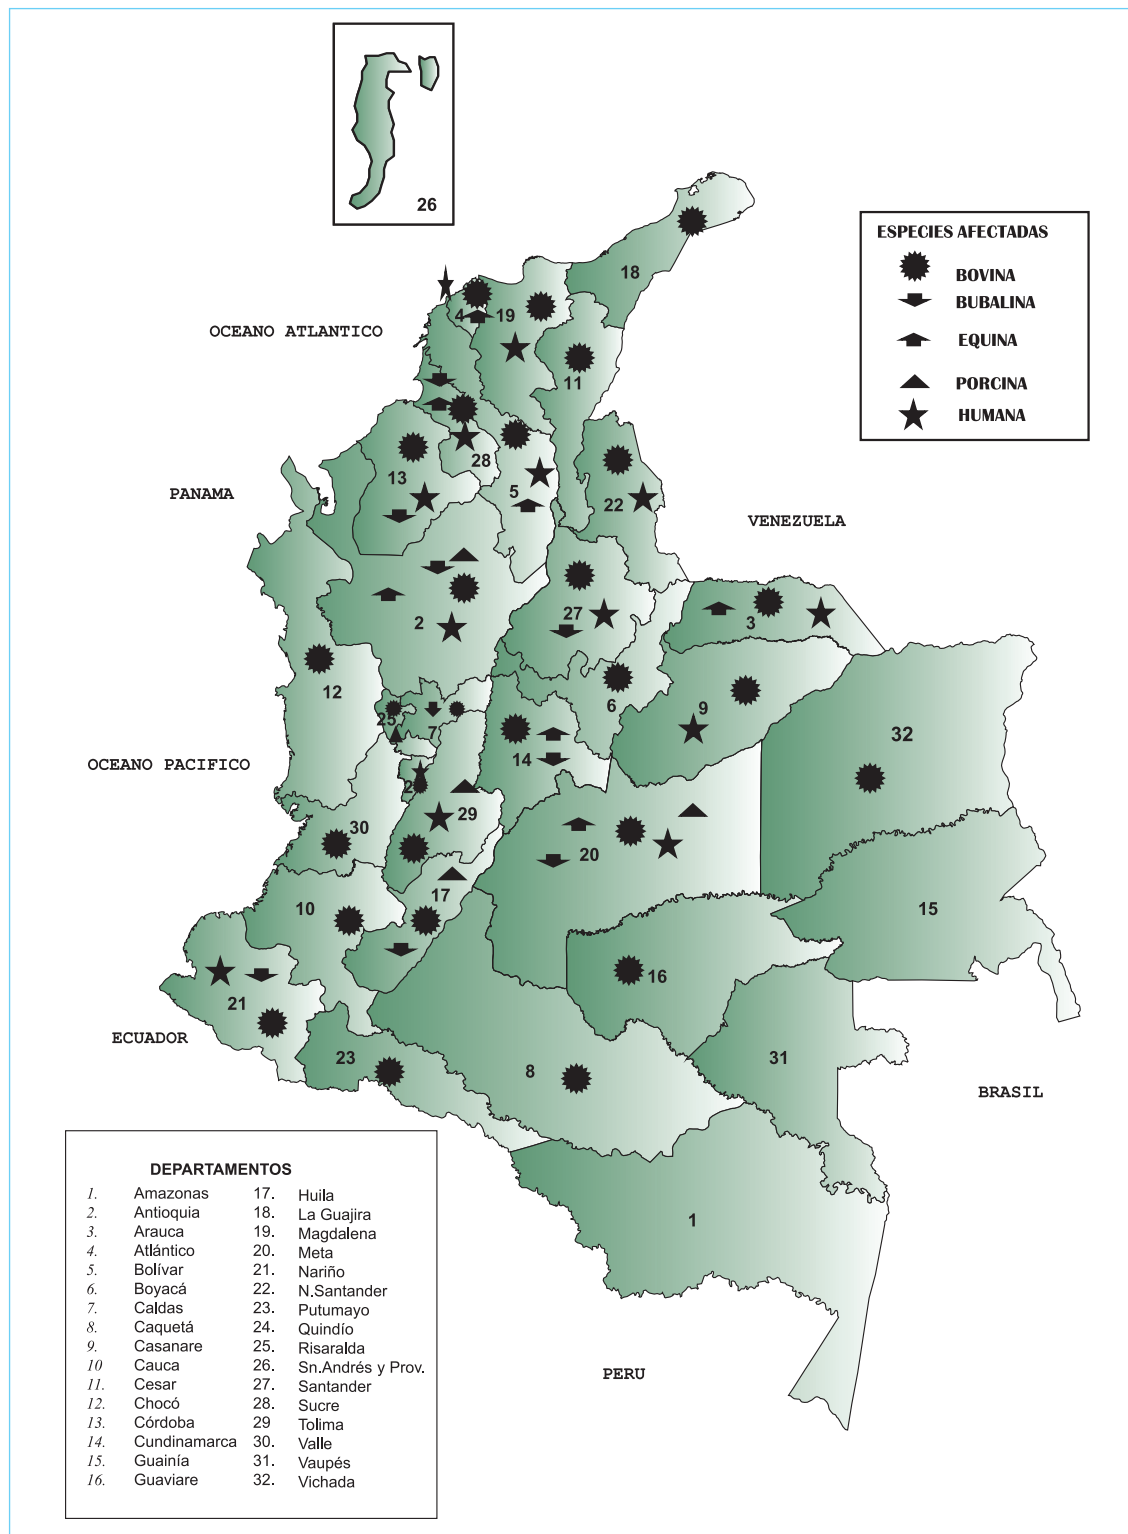 26
ESPECIES AFECTADAS
BOVINA
BUBALINA
EQUINA
PORCINA
HUMANA
18
4
19
OCEANO ATLANTICO
11
28
13
5
22
PANAMA
VENEZUELA
2
27
3
12
6
9
25
7
32
14
OCEANO PACIFICO
2
29
30
20
17
10
15
16
21
ECUADOR
23
8
31
BRASIL
1
PERU
DEPARTAMENTOS
1. Amazonas 17. Huila
2. Antioquia 18. La Guajira
3. Arauca 19. Magdalena
4. Atlántico 20. Meta
5. Bolívar 21. Nariño
6. Boyacá 22. N.Santander
7. Caldas 23. Putumayo
8. Caquetá 24. Quindío
9. Casanare 25. Risaralda
10 Cauca 26. Sn.Andrés y Prov.
11. Cesar 27. Santander
12. Chocó 28. Sucre
13. Córdoba 29 Tolima
14. Cundinamarca 30. Valle
15. Guainía 31. Vaupés
16. Guaviare 32. Vichada